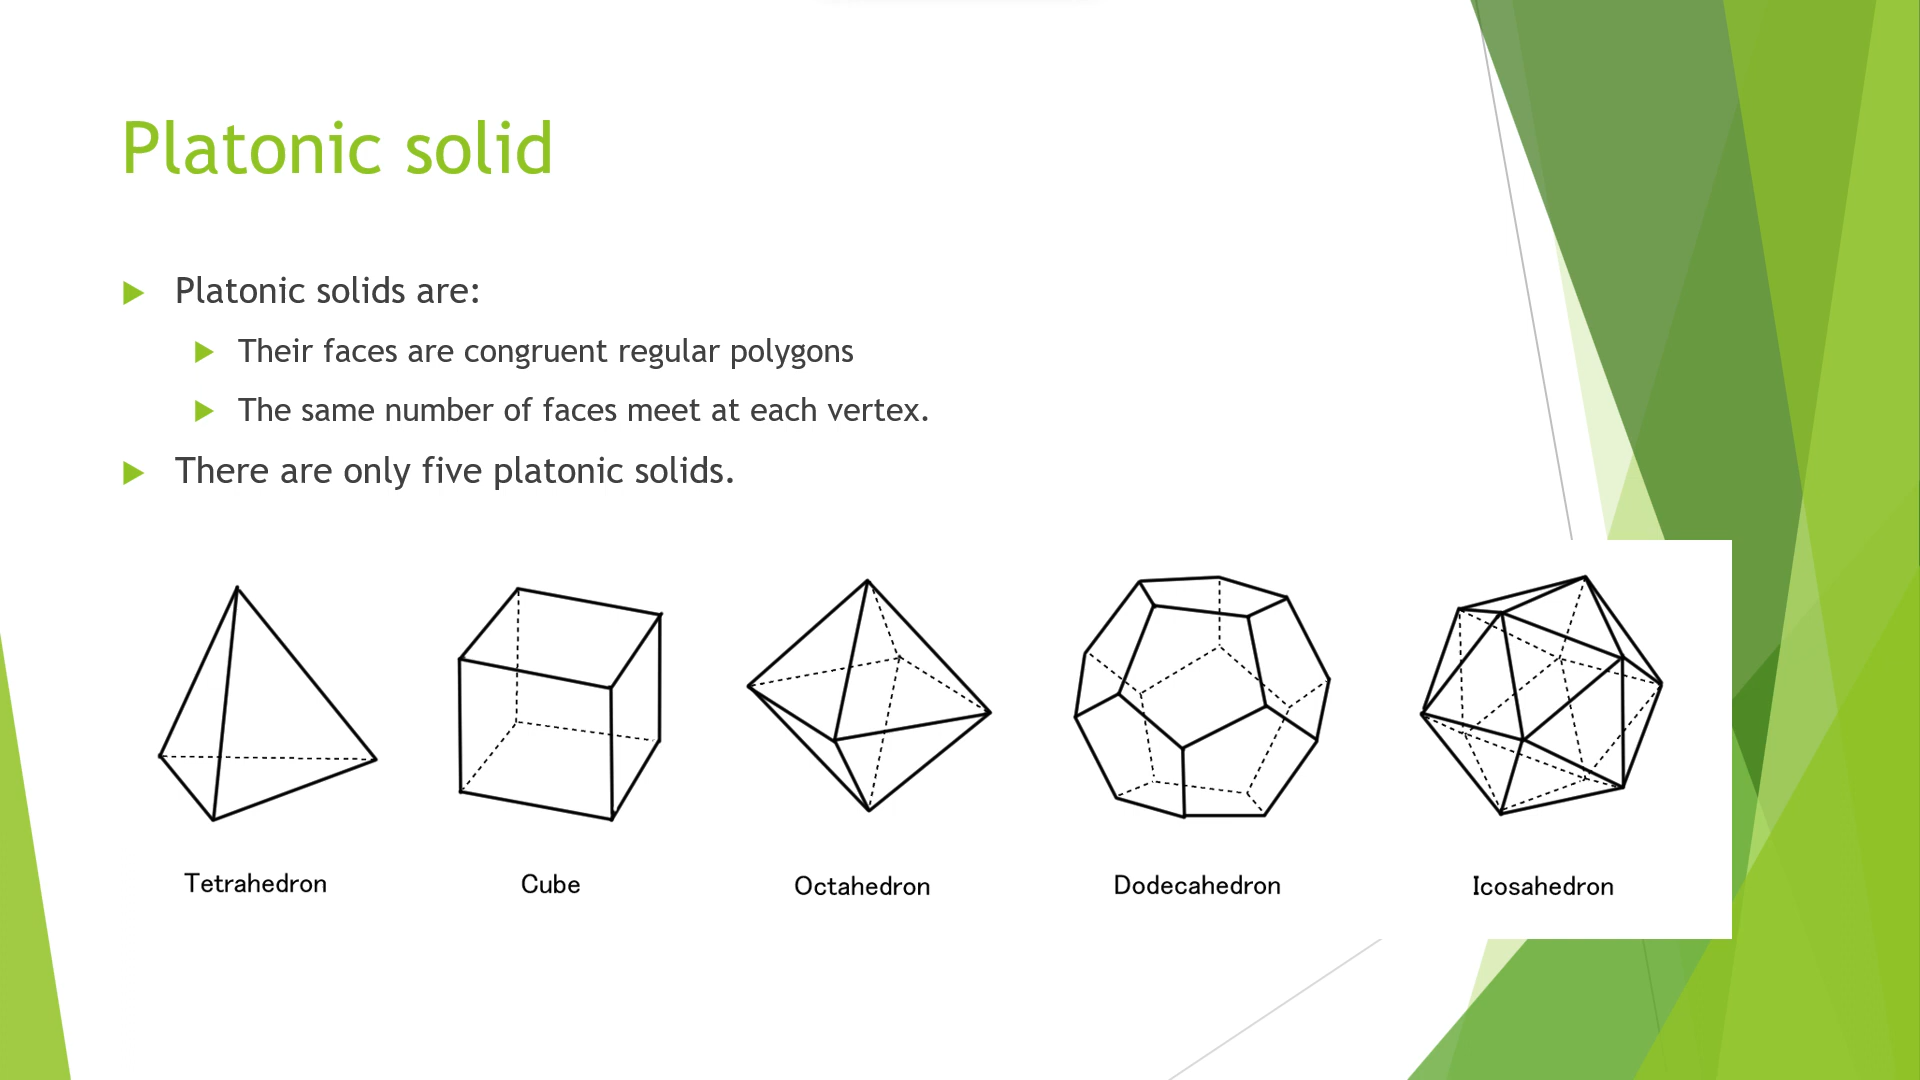 Platonic solid
Platonic solids are:
Their faces are congruent regular polygons
The same number of faces meet at each vertex.
There are only five platonic solids.
Tetrahedron
Cube
Octahedron
Dodecahedron
Icosahedron